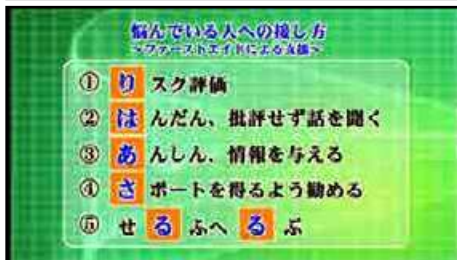 悩んでいる人への接し方
~ファーストエイドによる支援~
① り スク評価
② は んだん、批評せず話を聞く
③ あ んしん、情報を与える
④ さ ポートを得るよう勧める
⑤ せ る ふへ る ぷ